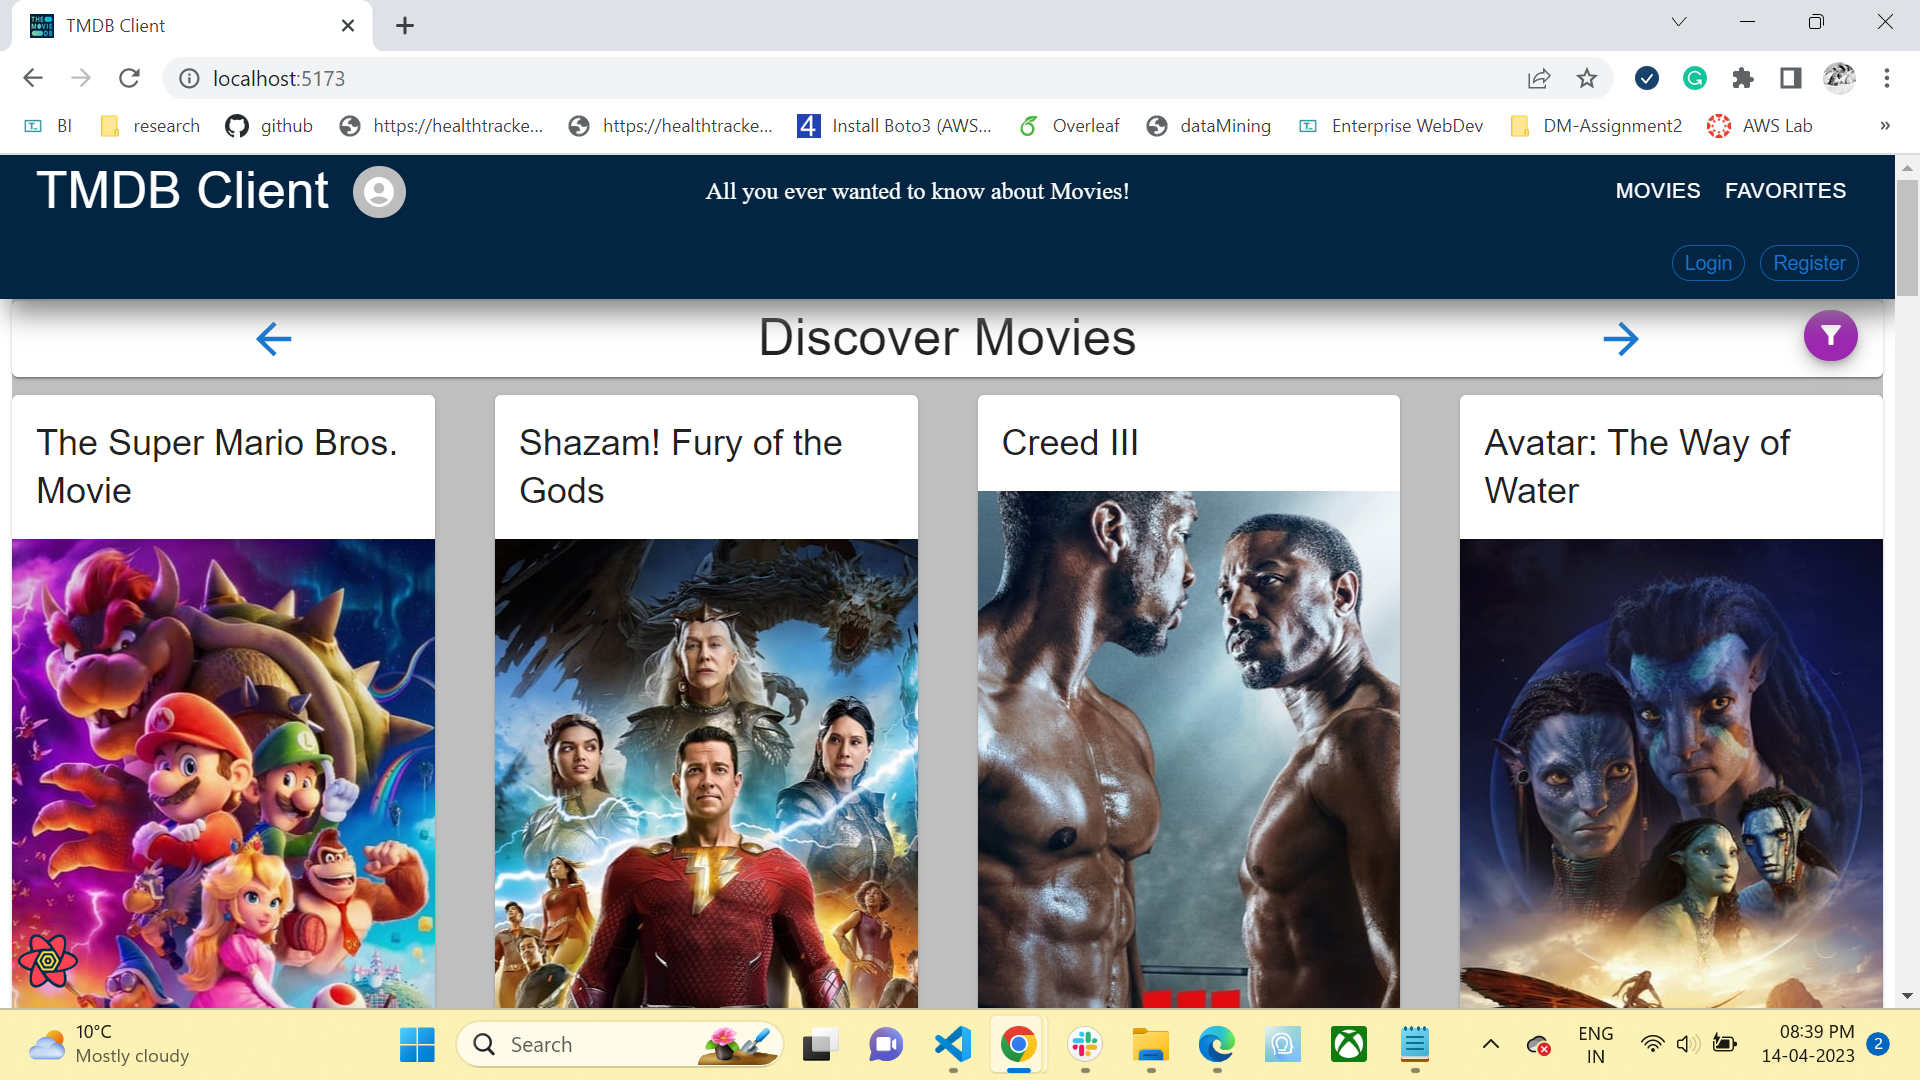 TMDB Client
localhost:5173
BI
research
github
https://healthtracke...
https://healthtracke...
Install Boto3 (AWS...
Overleaf
dataMining
Enterprise WebDev
DM-Assignment2
AWS Lab
»
TMDB Client
All you ever wanted to know about Movies!
MOVIES FAVORITES
Login
Register
Discover Movies
The Super Mario Bros.
Movie
Shazam! Fury of the
Gods
Creed III
Avatar: The Way of
Water
10°C
Mostly cloudy
Search
ENG
IN
08:39 PM
14-04-2023
2